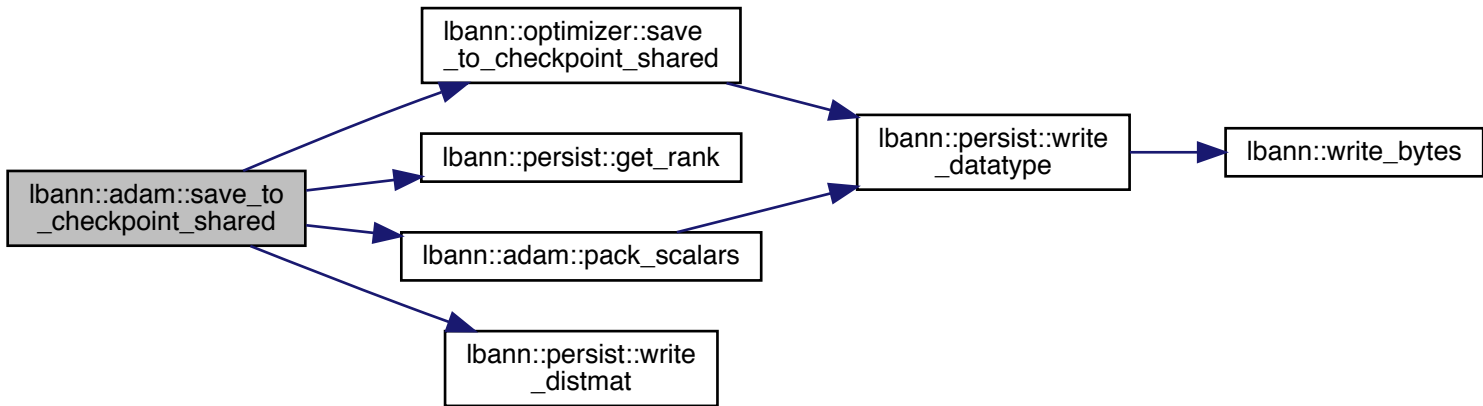 lbann::adam::save_to
_checkpoint_shared
lbann::optimizer::save
_to_checkpoint_shared
lbann::persist::get_rank
lbann::adam::pack_scalars
lbann::persist::write
_distmat
lbann::persist::write
_datatype
lbann::write_bytes